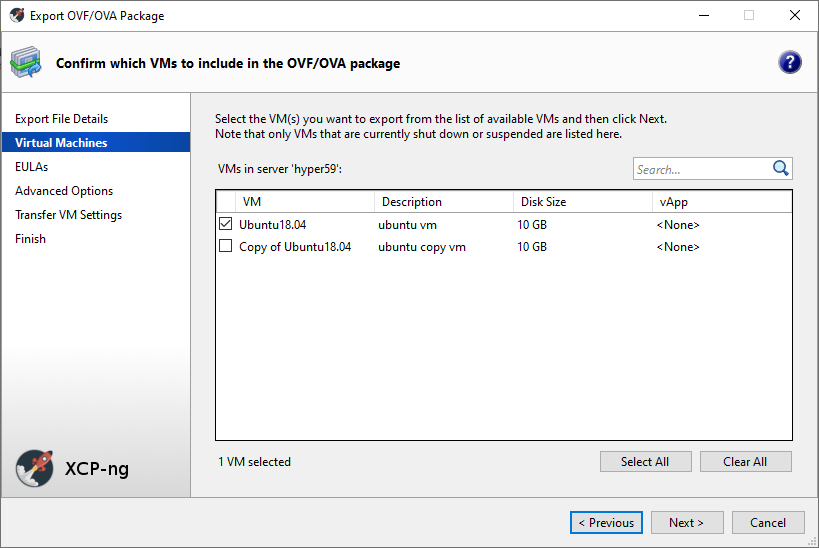 Export OVF/OVA Package
Confirm which VMs to include in the OVF/OVA package
?
Export File Details
Virtual Machines
EULAs
Advanced Options
Transfer VM Settings
Finish
XCP-ng
Select the VM(s) you want to export from the list of available VMs and then click Next.
Note that only VMs that are currently shut down or suspended are listed here.
VMs in server 'hyper59':
Search...
VM Description Disk Size vApp
Ubuntu18.04 ubuntu vm 10 GB <None>
Copy of Ubuntu18.04 ubuntu copy vm 10 GB <None>
1 VM selected
Select All
Clear All
< Previous
Next >
Cancel